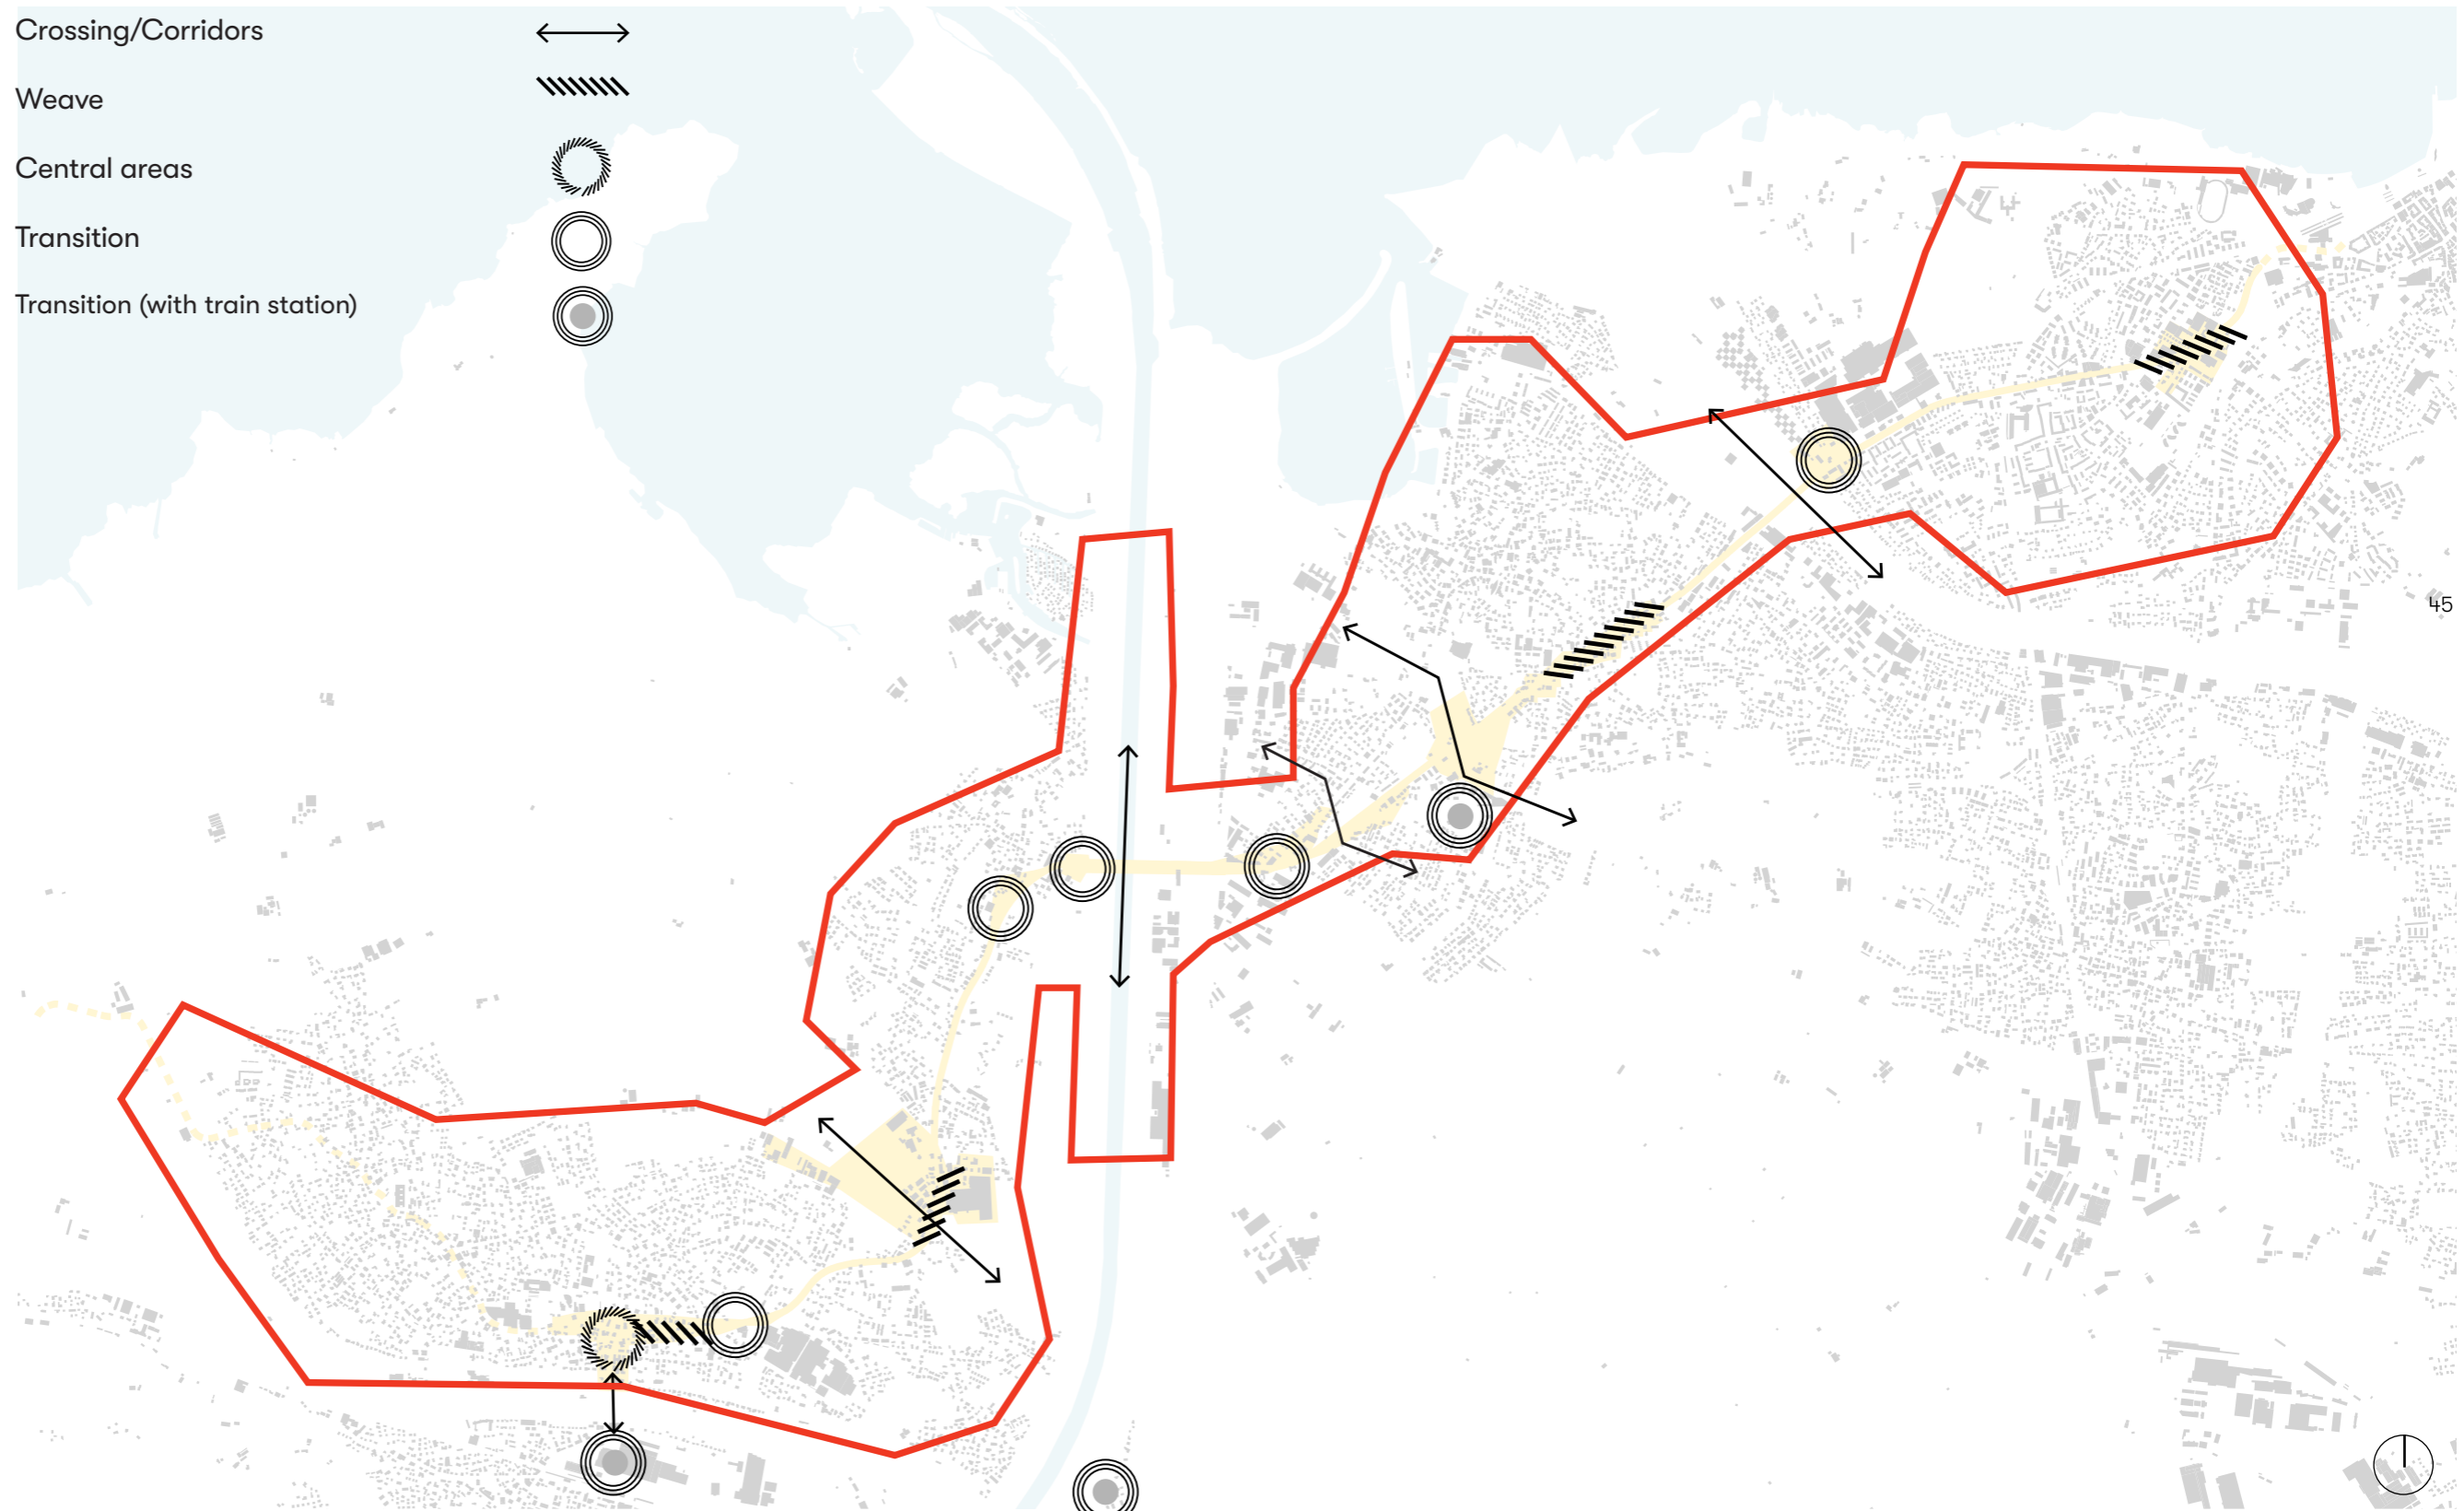 Crossing/Corridors
Weave
Central areas
Transition
Transition (with train station)
45